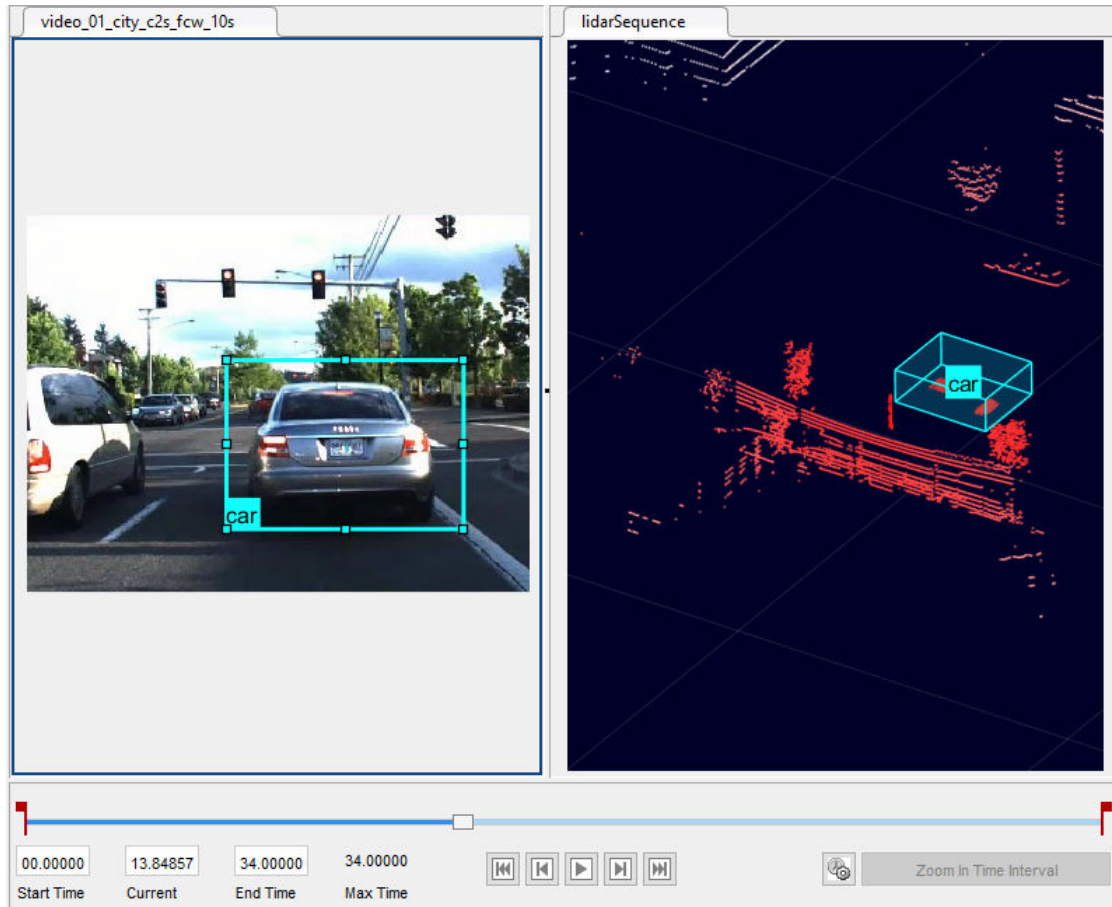 video_01_city_c2s_fcw_10s
lidarSequence
car
car
00.00000
13.84857
34.00000
34.00000
Start Time
Current
End Time
Max Time
Zoom In Time Interval